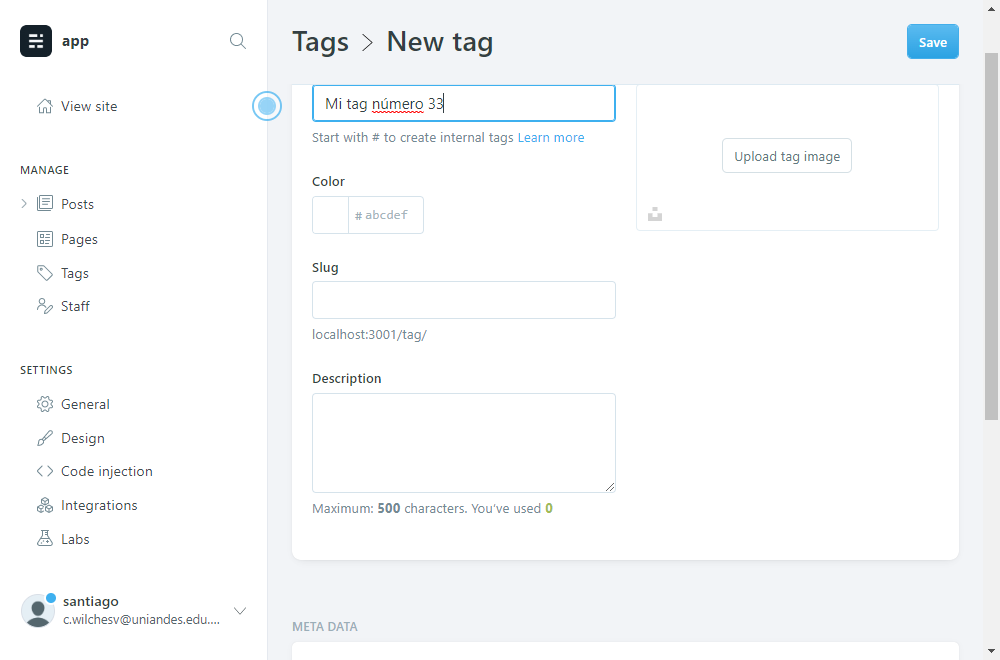 app
View site
MANAGE
Posts
Pages
Tags
Staff
SETTINGS
General
Design
Code injection
Integrations
Labs
santiago
c.wilchesv@uniandes.edu....
Tags > New tag
Save
Mi tag número 33
Start with # to create internal tags Learn more
Color
# abcdef
Slug
localhost:3001/tag/
Description
Maximum: 500 characters. You've used 0
Upload tag image
META DATA